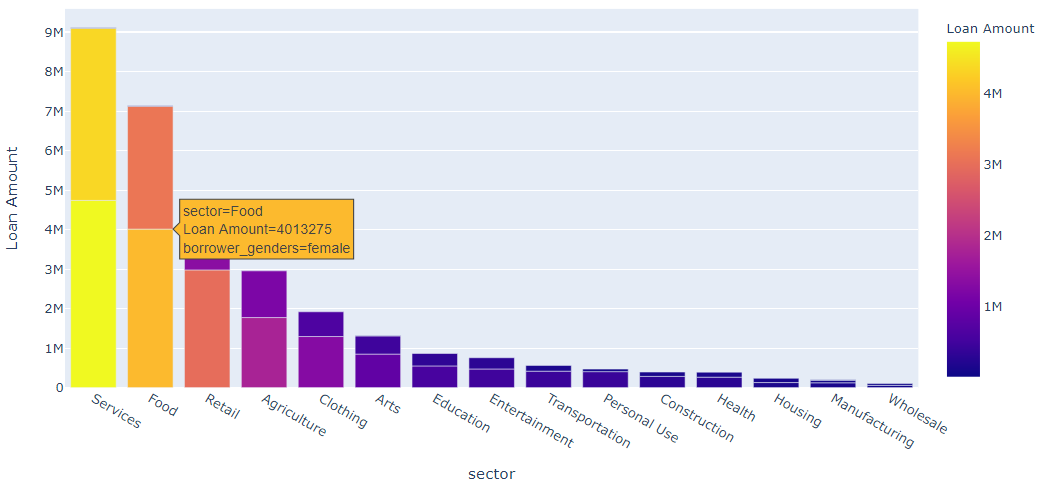 Loan Amount
9M
8M
7M
6M
5M
4M
3M
2M
1M
0
Loan Amount
4M
3M
2M
1M
sector=Food
Loan Amount=4013275
borrower_genders=female
Services
Food
Retail
Agriculture
Clothing
Arts
Education
Entertainment
Transportation
Personal Use
Construction
Health
Housing
Manufacturing
Wholesale
sector